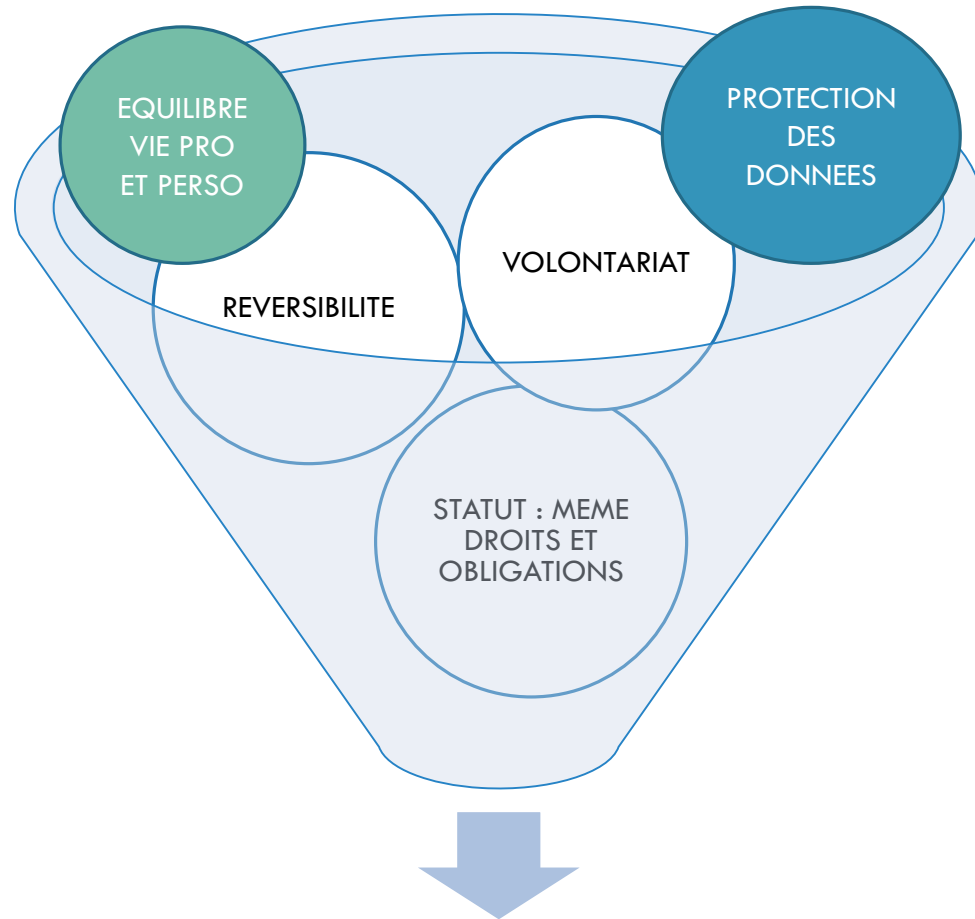 EQUILIBRE
VIE PRO
ET PERSO
PROTECTION
DES
DONNEES
REVERSIBILITE
VOLONTARIAT
STATUT : MEME
DROITS ET
OBLIGATIONS